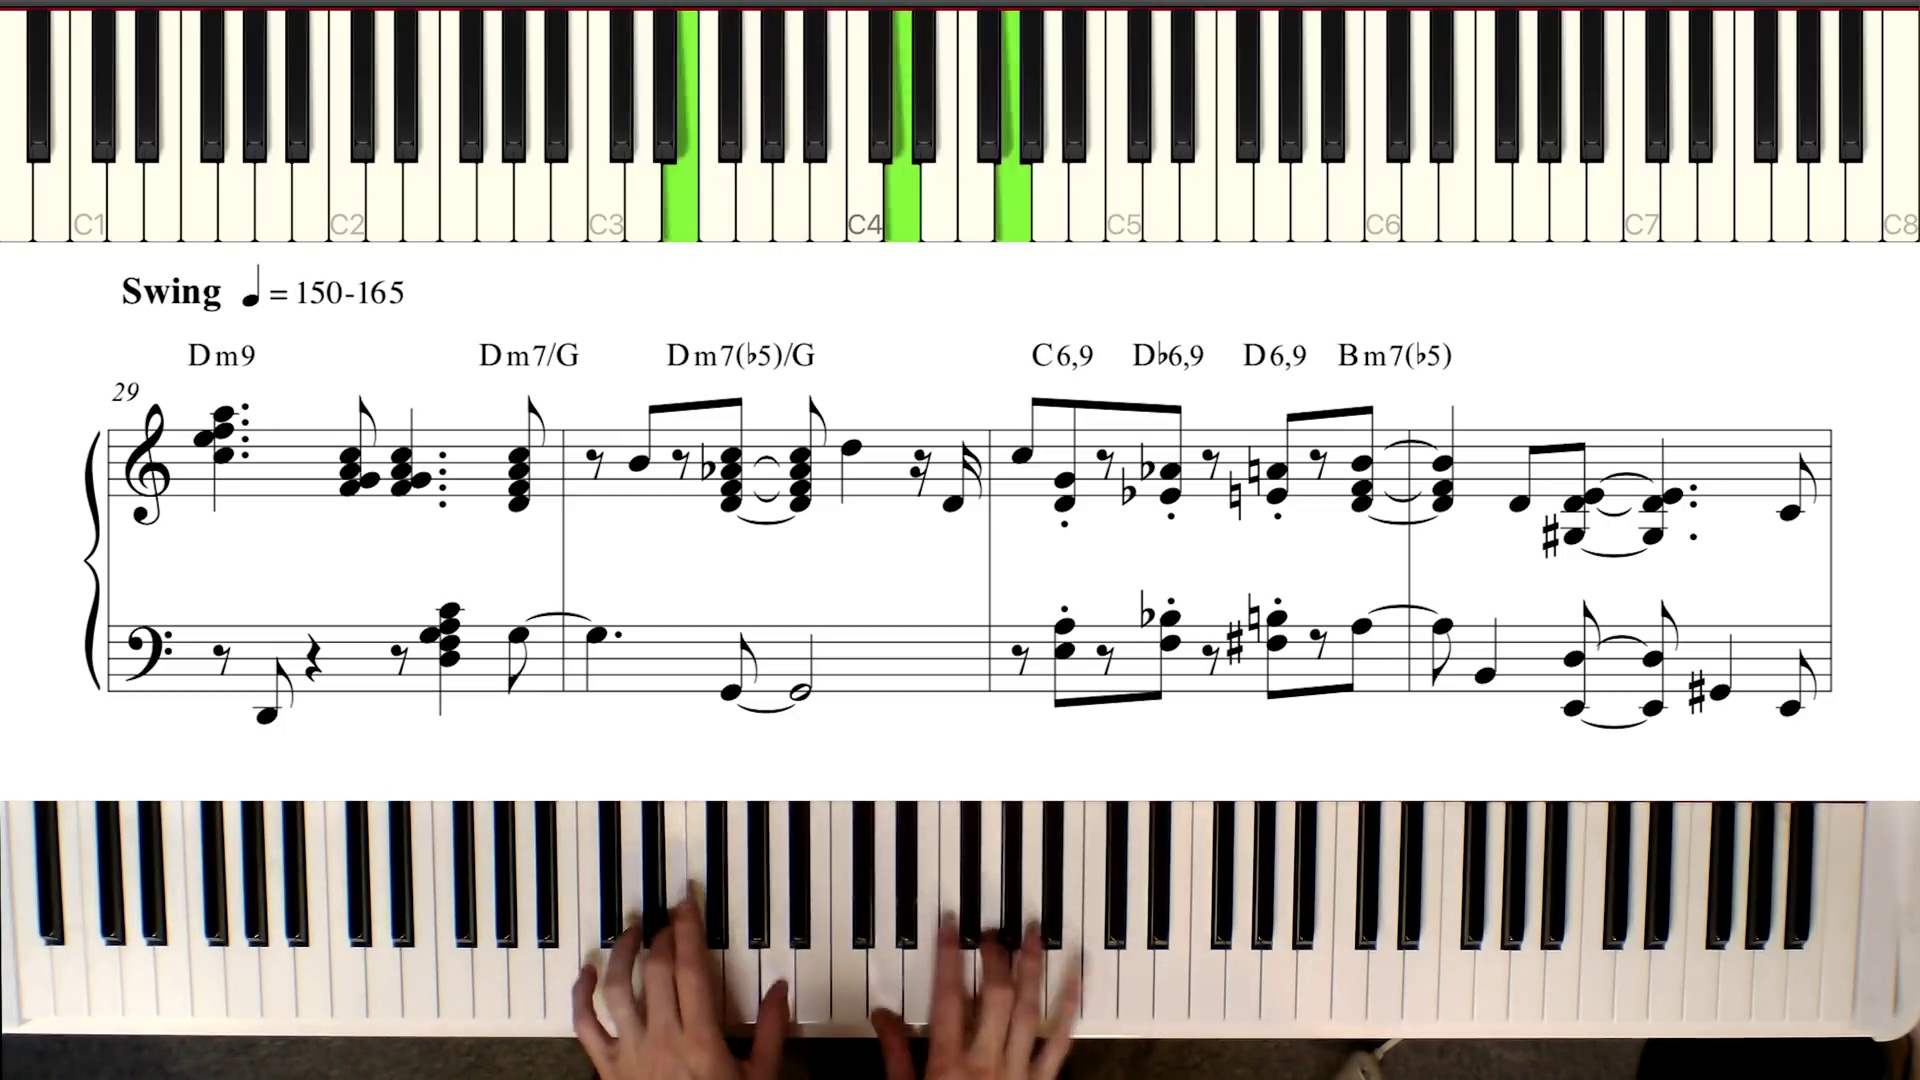 C1 C2 C3 C4 C5 C6 C7 C8
Swing ♩ = 150-165
Dm9 Dm7/G Dm7(♭5)/G C6,9 D♭6,9 D6,9 Bm7(♭5)
29